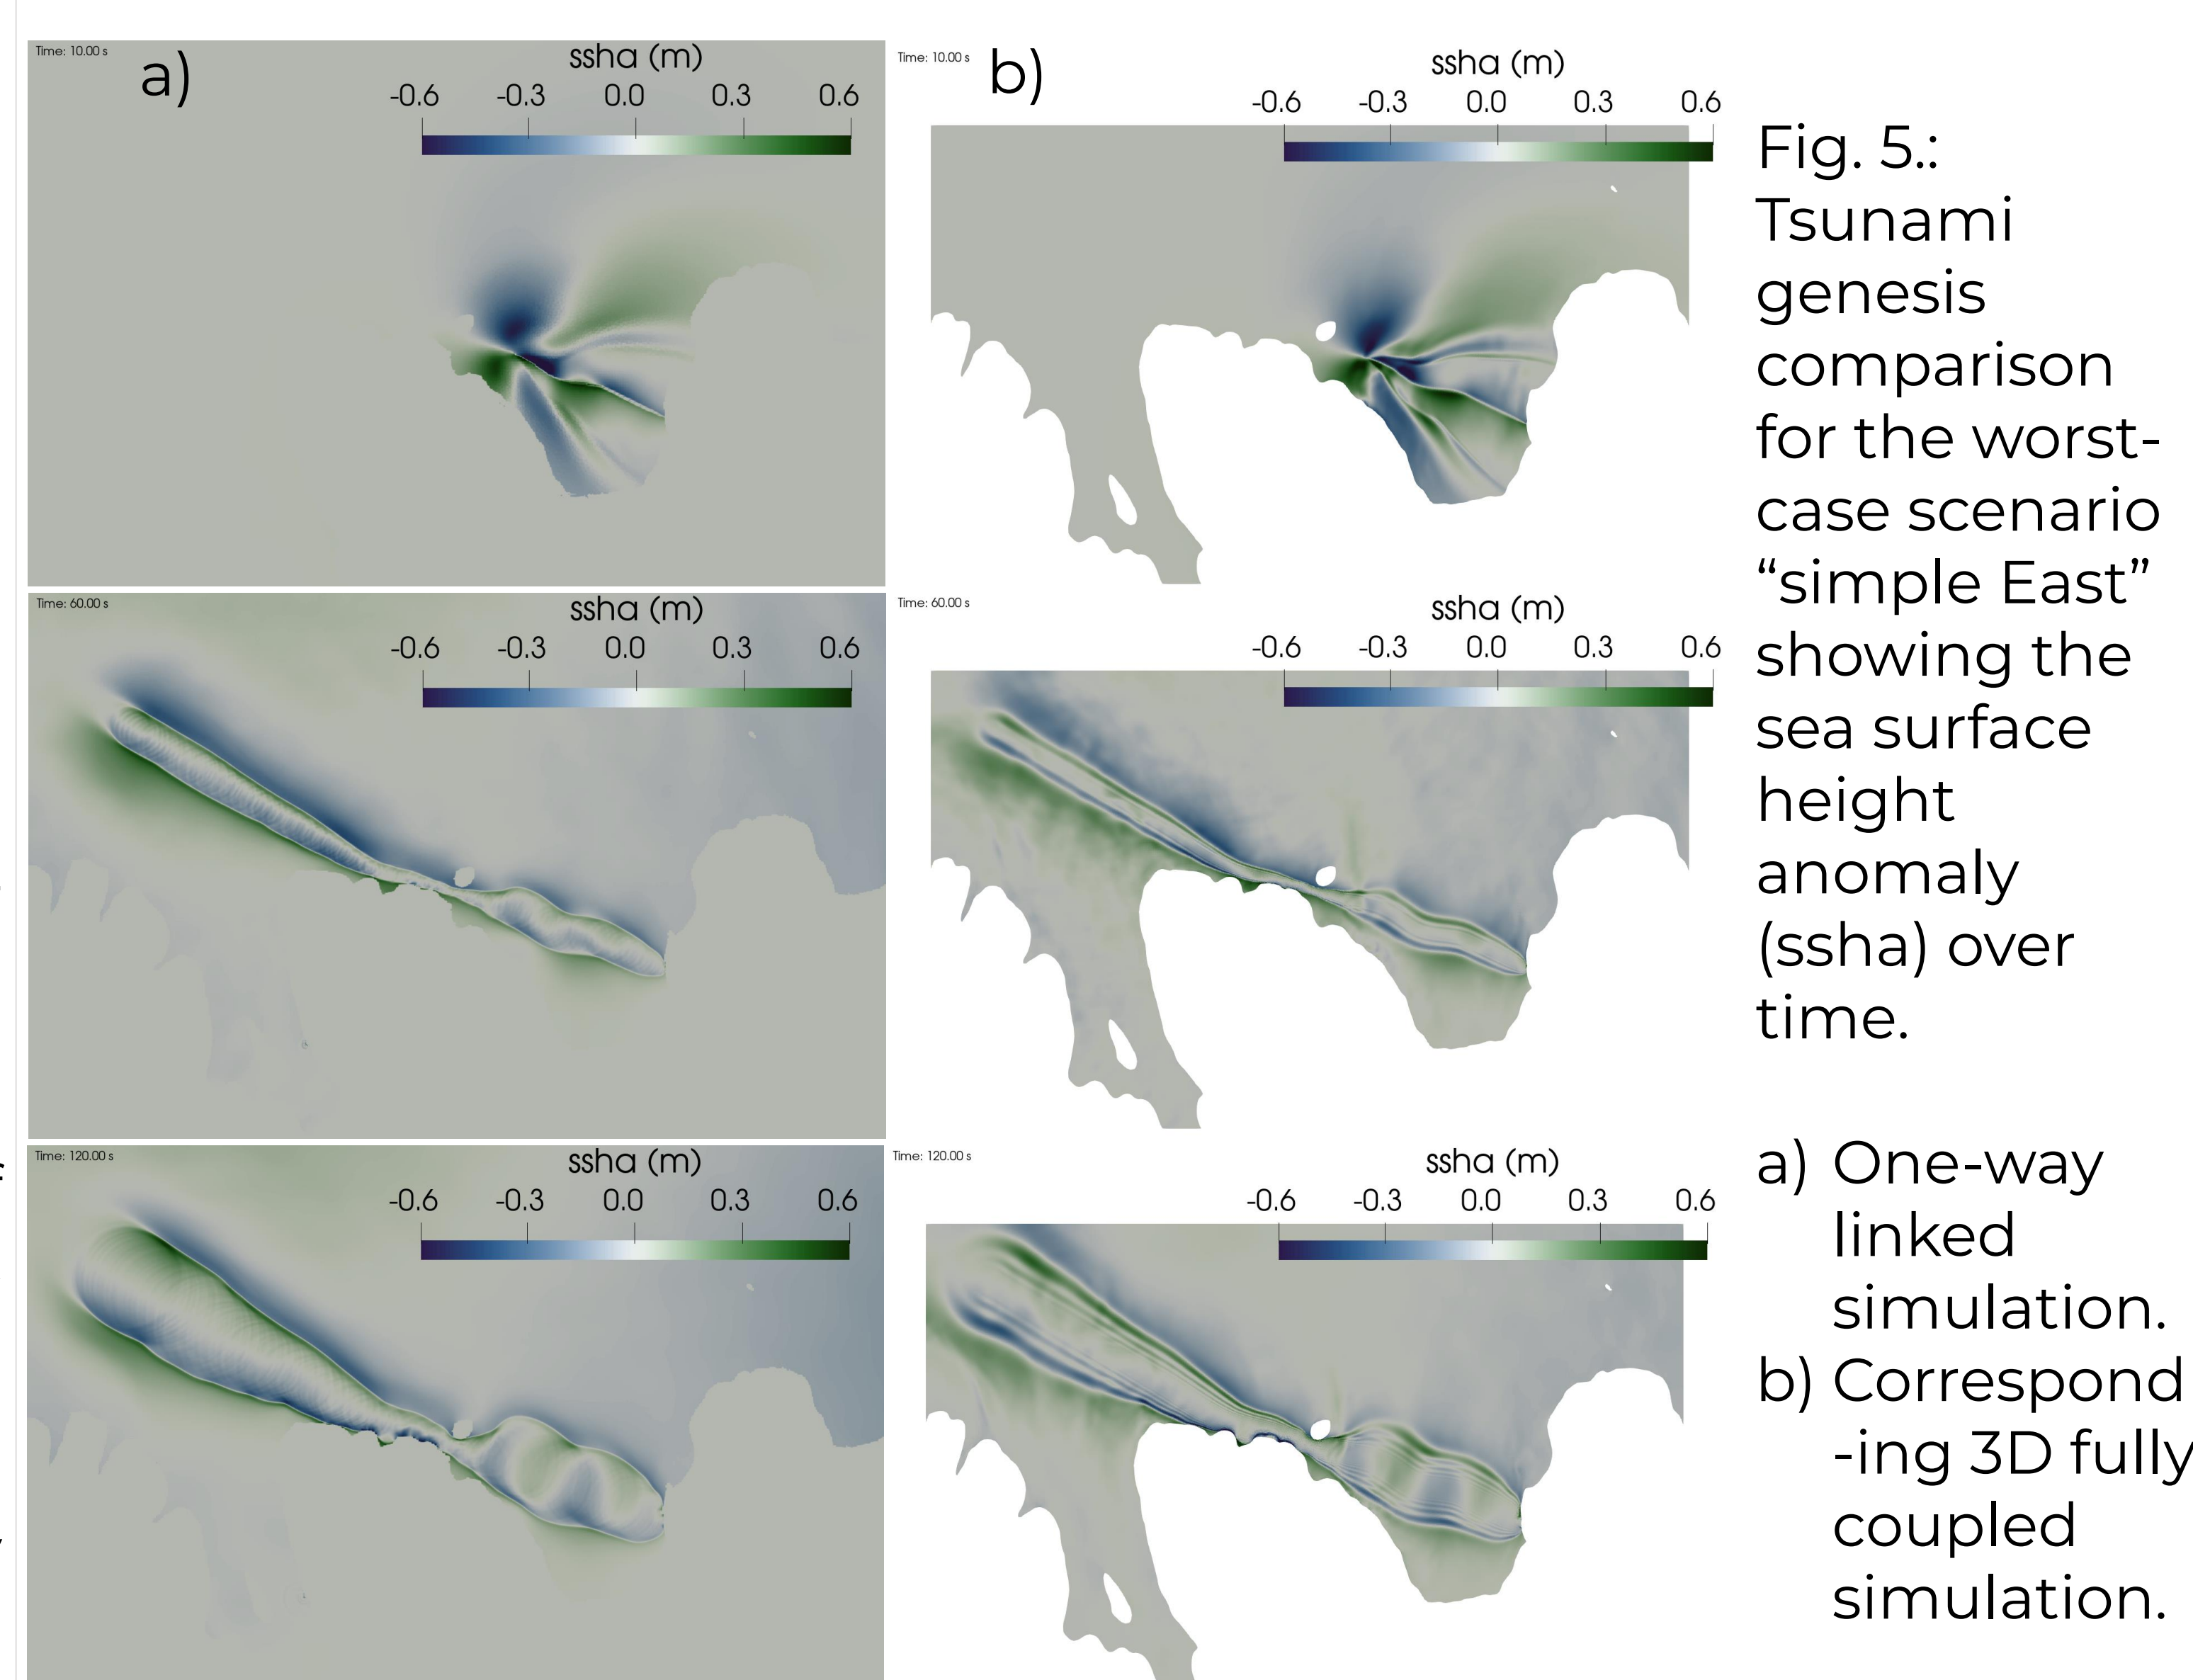 Time: 10.00 s
a)
ssha (m)
-0.6 -0.3 0.0 0.3 0.6
Time: 10.00 s
b)
ssha (m)
-0.6 -0.3 0.0 0.3 0.6
Time: 60.00 s
ssha (m)
-0.6 -0.3 0.0 0.3 0.6
Time: 60.00 s
ssha (m)
-0.6 -0.3 0.0 0.3 0.6
Time: 120.00 s
ssha (m)
-0.6 -0.3 0.0 0.3 0.6
Time: 120.00 s
ssha (m)
-0.6 -0.3 0.0 0.3 0.6
Fig. 5.:
Tsunami
genesis
comparison
for the worst-
case scenario
“simple East”
showing the
sea surface
height
anomaly
(ssha) over
time.
a) One-way
linked
simulation.
b) Correspond
-ing 3D fully
coupled
simulation.